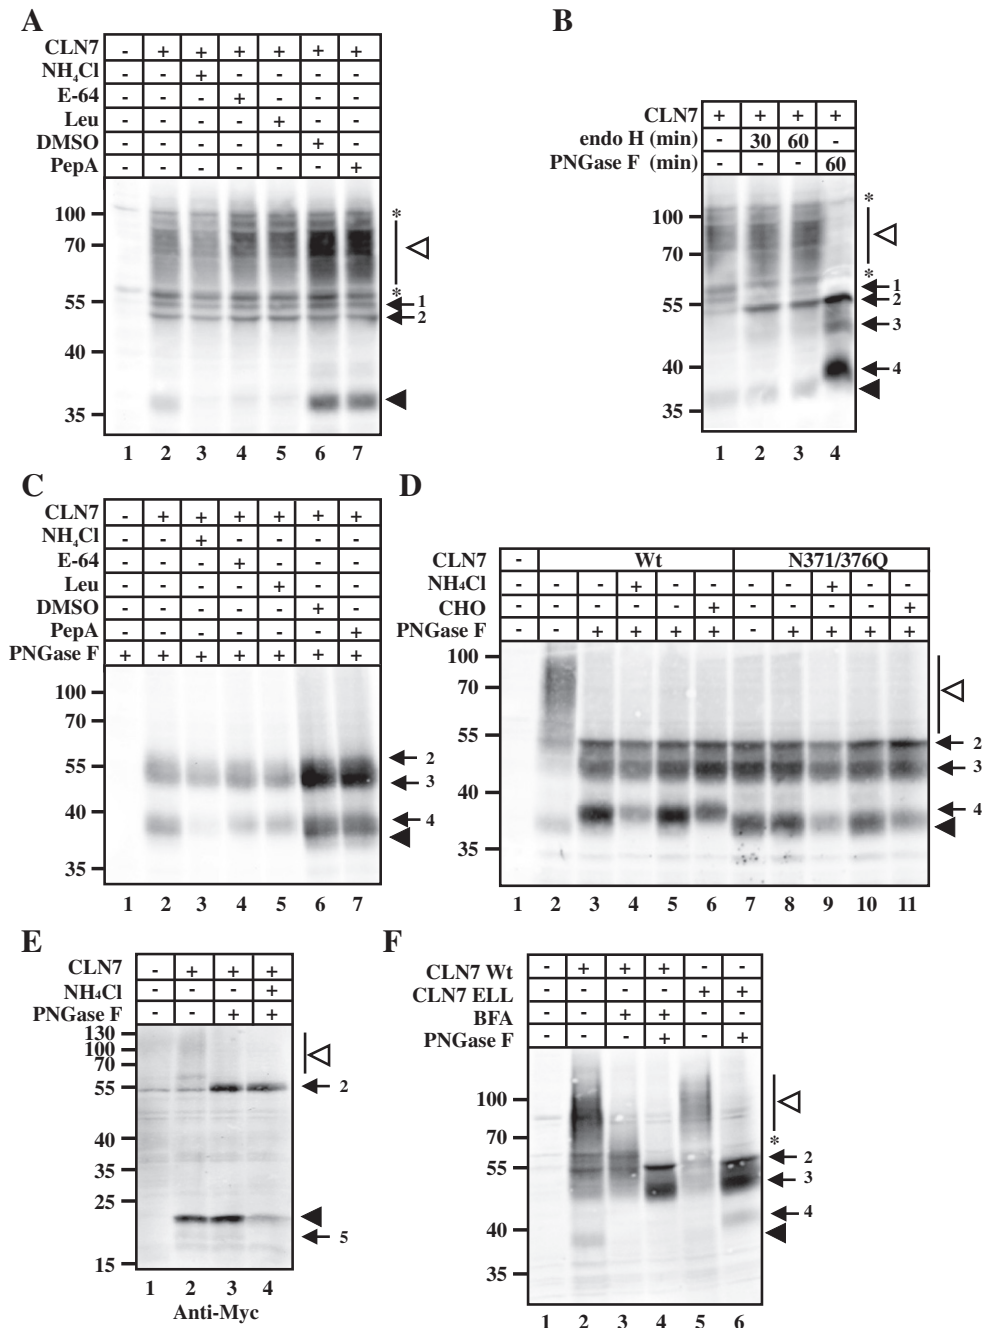 A
CLN7 - + + + + + +
NH4Cl - - + - - - -
E-64 - - - + - - -
Leu - - - - + - -
DMSO - - - - - + -
PepA - - - - - - +
100
70
55
40
35
*
*
1
2
1 2 3 4 5 6 7
B
CLN7 + + + +
endo H (min) - 30 60 -
PNGase F (min) - - - 60
100
70
55
40
35
*
*
1
2
3
4
1 2 3 4
C
CLN7 - + + + + + +
NH4Cl - - + - - - -
E-64 - - - + - - -
Leu - - - - + - -
DMSO - - - - - + -
PepA - - - - - - +
PNGase F + + + + + + +
100
70
55
40
35
2
3
4
1 2 3 4 5 6 7
D
CLN7 - Wt N371/376Q
NH4Cl - - - + - - - - + - -
CHO - - - - - + - - - - +
PNGase F - - + + + + - + + + +
100
70
55
40
35
2
3
4
1 2 3 4 5 6 7 8 9 10 11
E
CLN7 - + + +
NH4Cl - - - +
PNGase F - - + +
130
100
70
55
40
35
25
15
2
5
1 2 3 4
Anti-Myc
F
CLN7 Wt - + + + - -
CLN7 ELL - - - - + +
BFA - - + + - -
PNGase F - - - + - +
100
70
55
40
35
*
2
3
4
1 2 3 4 5 6